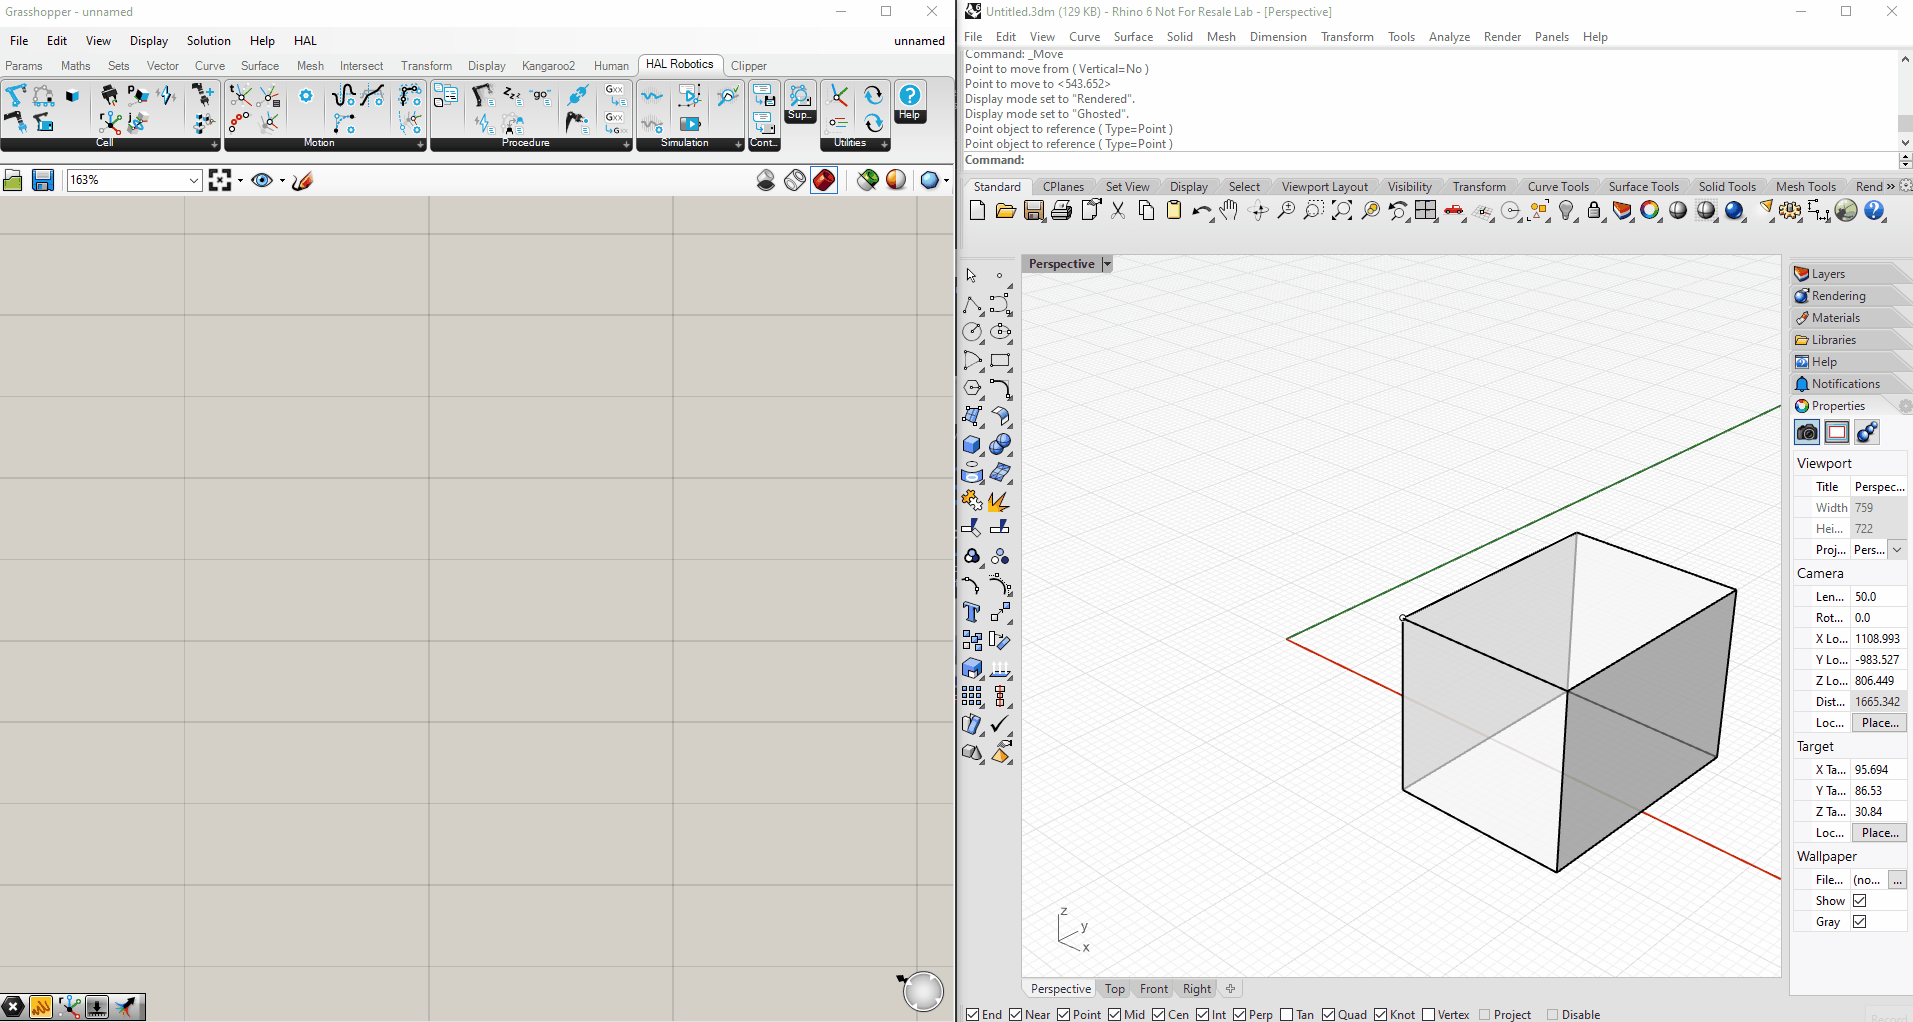 Grasshopper - unnamed
File Edit View Display Solution Help HAL unnamed
Params Maths Sets Vector Curve Surface Mesh Intersect Transform Display Kangaroo2 Human HAL Robotics Clipper
Cell Motion Procedure Simulation Cont... Sup... Utilities Help
163%
Untitled.3dm (129 KB) - Rhino 6 Not For Resale Lab - [Perspective]
File Edit View Curve Surface Solid Mesh Dimension Transform Tools Analyze Render Panels Help
Command: _Move
Point to move from ( Vertical=No )
Point to move to <543.652>
Display mode set to "Rendered".
Display mode set to "Ghosted".
Point object to reference ( Type=Point )
Point object to reference ( Type=Point )
Command:
Standard CPlanes Set View Display Select Viewport Layout Visibility Transform Curve Tools Surface Tools Solid Tools Mesh Tools Rend »
Perspective
z
y
x
Layers
Rendering
Materials
Libraries
Help
Notifications
Properties
Viewport
Title Perspec...
Width 759
Hei... 722
Proj... Pers...
Camera
Len... 50.0
Rot... 0.0
X Lo... 1108.993
Y Lo... -983.527
Z Lo... 806.449
Dist... 1665.342
Loc... Place...
Target
X Ta... 95.694
Y Ta... 86.53
Z Ta... 30.84
Loc... Place...
Wallpaper
File... (no... ...
Show
Gray
Perspective Top Front Right
End Near Point Mid Cen Int Perp Tan Quad Knot Vertex Project Disable